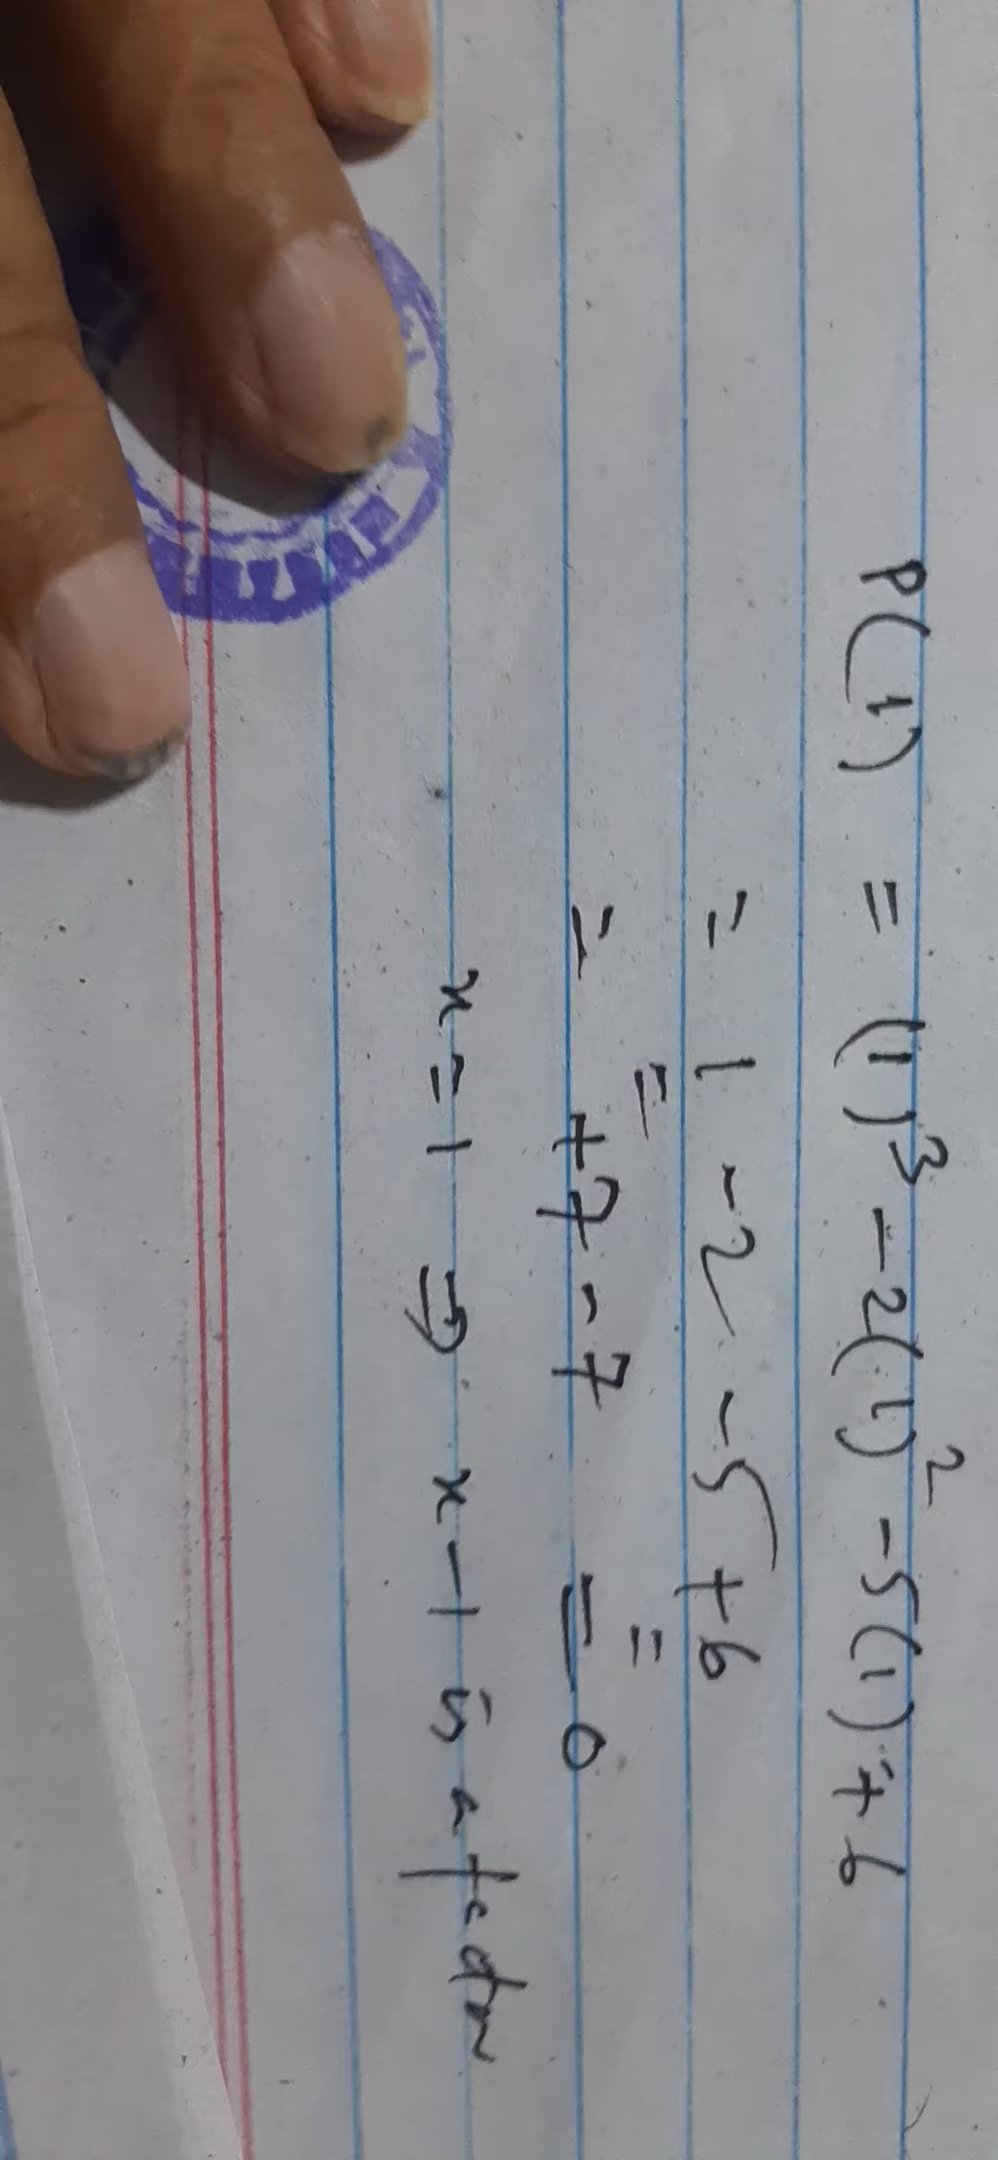 P(1) = (1)³ - 2(1)² - 5(1) + 6
= 1 - 2 - 5 + 6
= +7 - 7 = 0
x = 1 ⇒ x - 1 is a factor